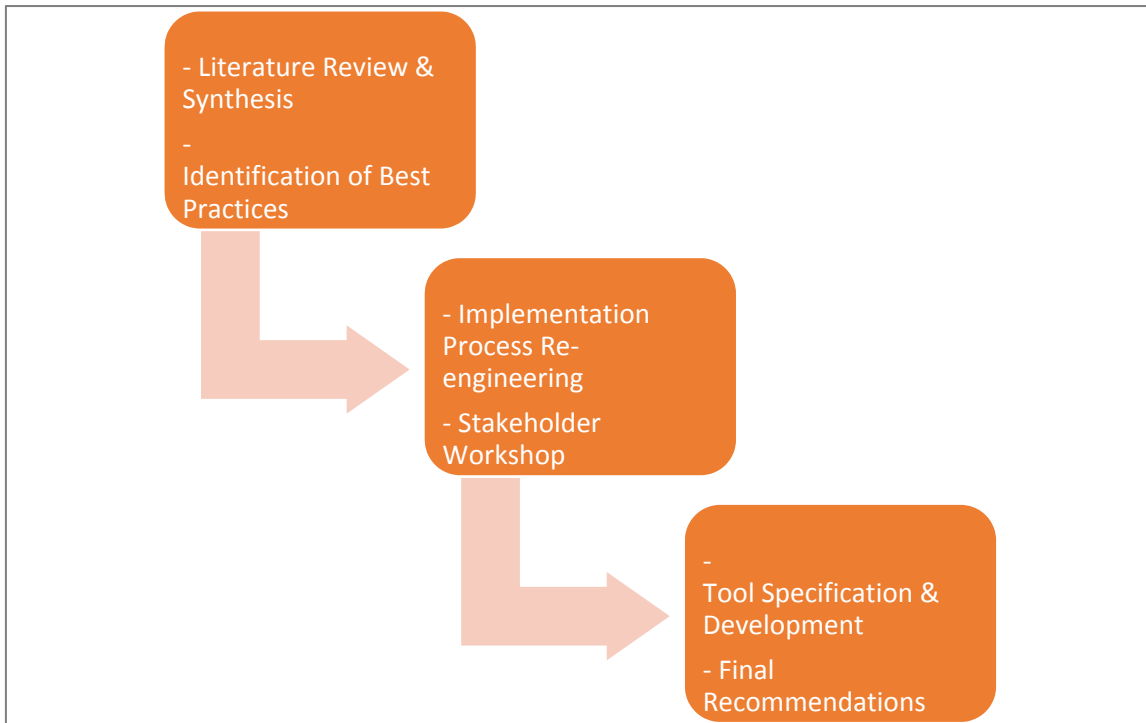 - Literature Review &
Synthesis
-
Identification of Best
Practices
- Implementation
Process Re-
engineering
- Stakeholder
Workshop
-
Tool Specification &
Development
- Final
Recommendations